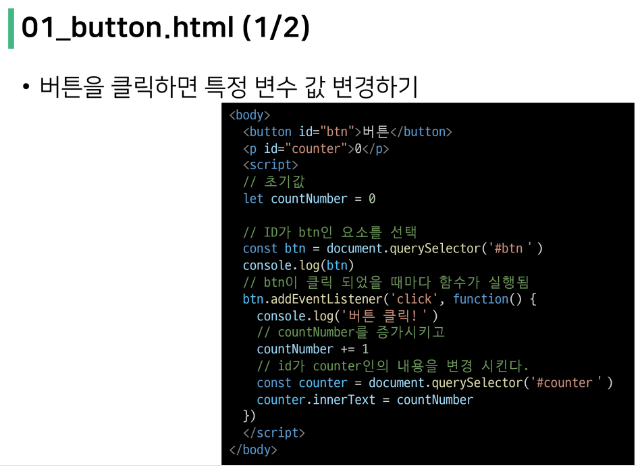 01_button.html (1/2)
• 버튼을 클릭하면 특정 변수 값 변경하기
<body>
  <button id="btn">버튼</button>
  <p id="counter">0</p>
  <script>
  // 초기값
  let countNumber = 0

  // ID가 btn인 요소를 선택
  const btn = document.querySelector('#btn')
  console.log(btn)
  // btn이 클릭 되었을 때마다 함수가 실행됨
  btn.addEventListener('click', function() {
    console.log('버튼 클릭!')
    // countNumber를 증가시키고
    countNumber += 1
    // id가 counter인의 내용을 변경 시킨다.
    const counter = document.querySelector('#counter')
    counter.innerText = countNumber
  })
  </script>
</body>